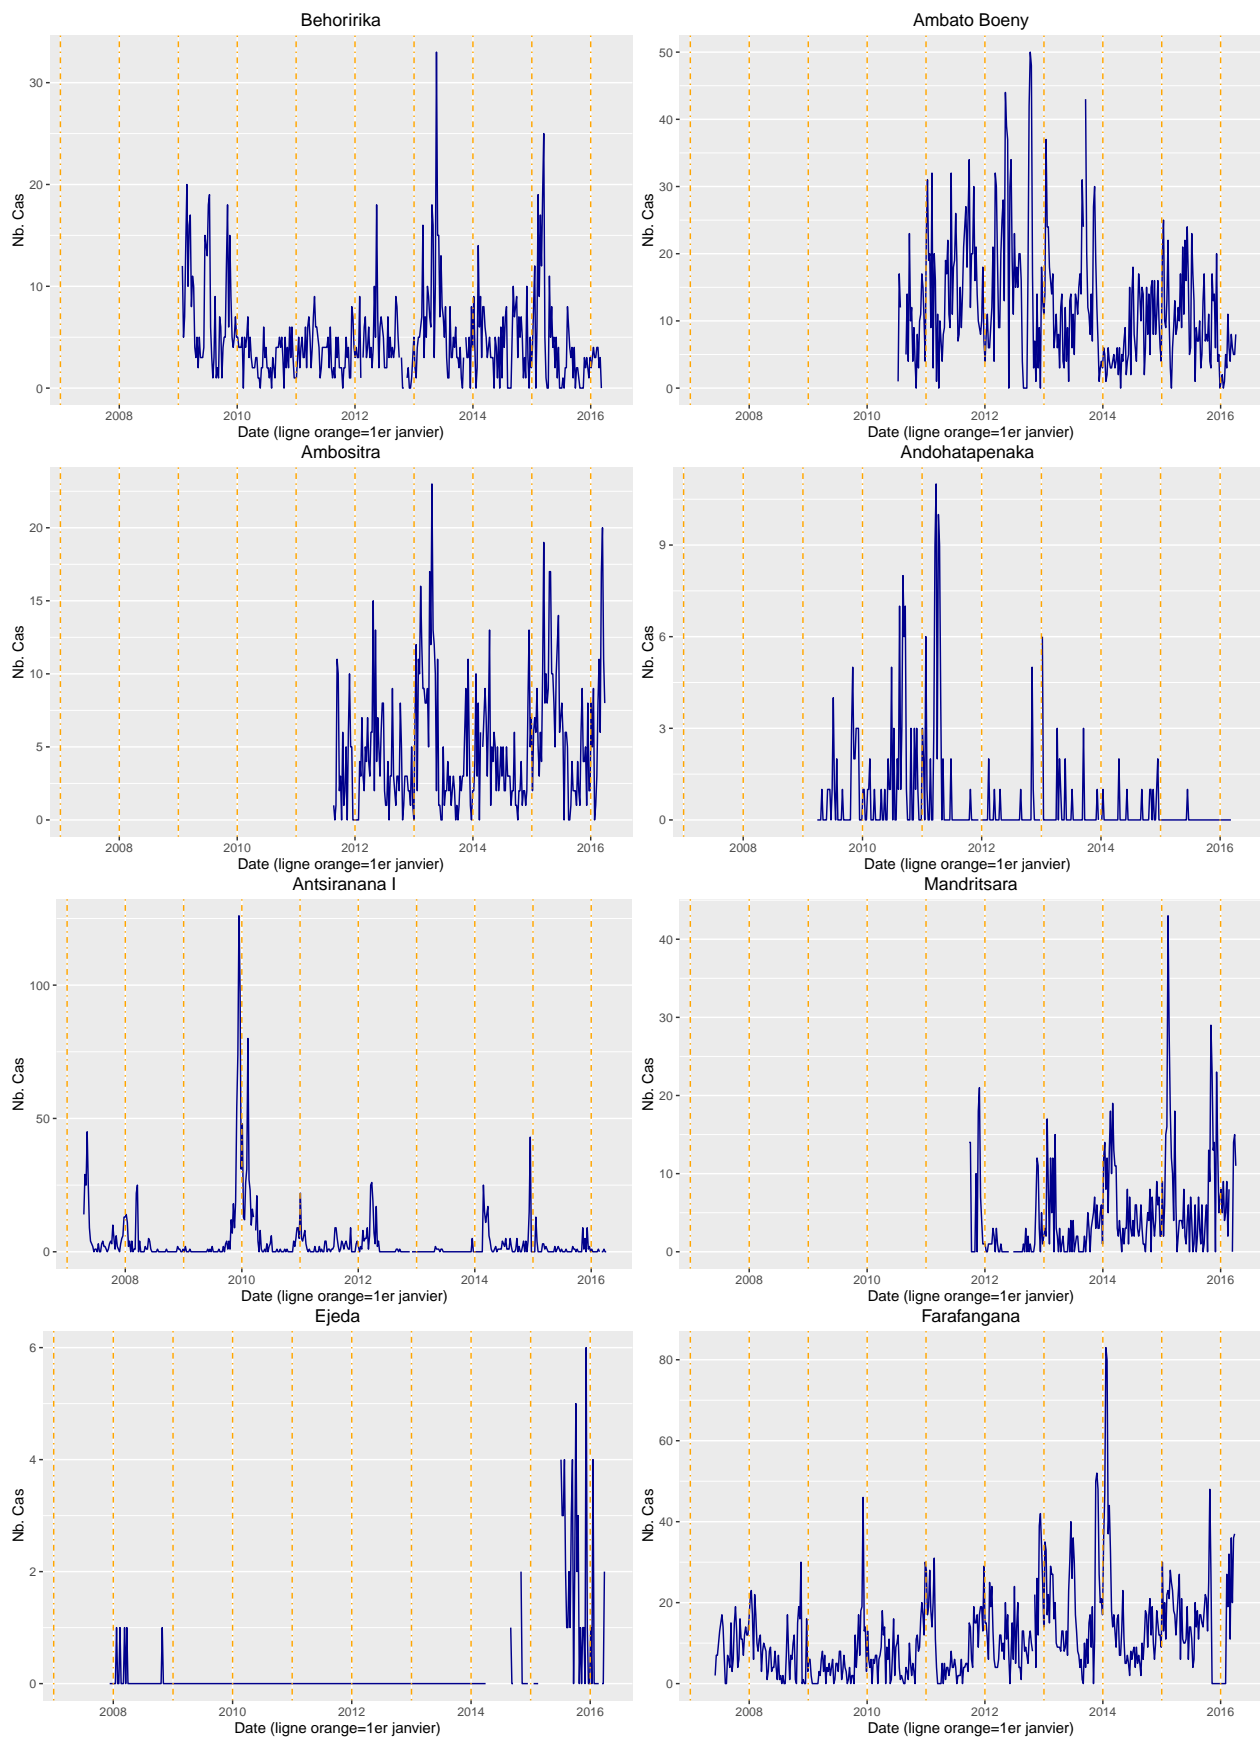 Behoririka
Nb. Cas
30
20
10
0
2008 2010 2012 2014 2016
Date (ligne orange=1er janvier)
Ambato Boeny
Nb. Cas
50
40
30
20
10
0
2008 2010 2012 2014 2016
Date (ligne orange=1er janvier)
Ambositra
Nb. Cas
20
15
10
5
0
2008 2010 2012 2014 2016
Date (ligne orange=1er janvier)
Andohatapenaka
Nb. Cas
9
6
3
0
2008 2010 2012 2014 2016
Date (ligne orange=1er janvier)
Antsiranana I
Nb. Cas
100
50
0
2008 2010 2012 2014 2016
Date (ligne orange=1er janvier)
Mandritsara
Nb. Cas
40
30
20
10
0
2008 2010 2012 2014 2016
Date (ligne orange=1er janvier)
Ejeda
Nb. Cas
6
4
2
0
2008 2010 2012 2014 2016
Date (ligne orange=1er janvier)
Farafangana
Nb. Cas
80
60
40
20
0
2008 2010 2012 2014 2016
Date (ligne orange=1er janvier)